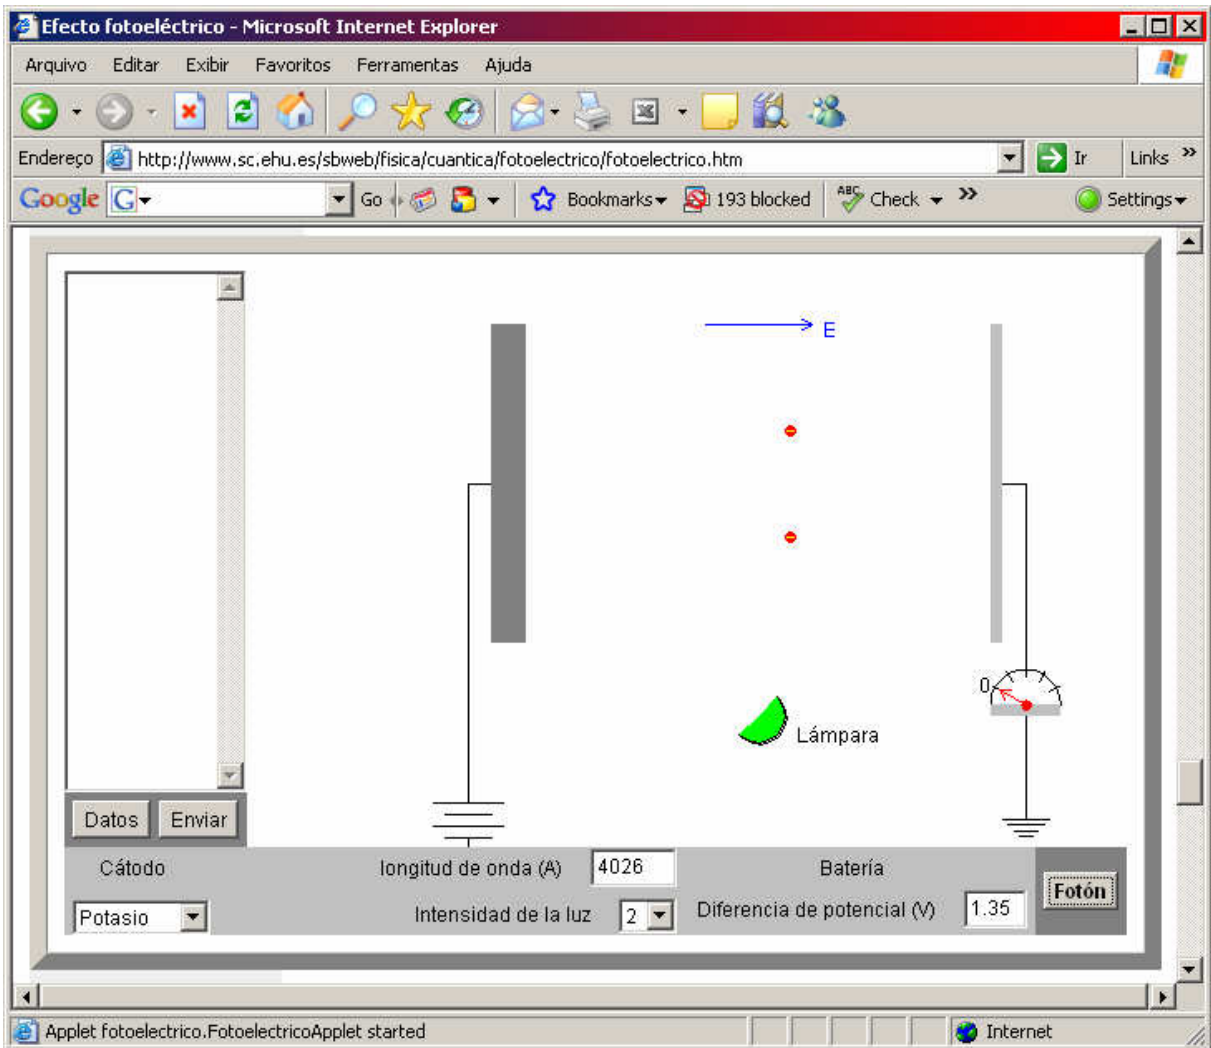 Efecto fotoeléctrico - Microsoft Internet Explorer
Arquivo Editar Exibir Favoritos Ferramentas Ajuda
Endereço http://www.sc.ehu.es/sbweb/fisica/cuantica/fotoelectrico/fotoelectrico.htm Ir Links »
Google G Go Bookmarks 193 blocked ABC Check » Settings
E
0
Lámpara
Datos Enviar
Cátodo longitud de onda (A) 4026 Batería
Fotón
Potasio Intensidad de la luz 2 Diferencia de potencial (V) 1.35
Applet fotoelectrico.FotoelectricoApplet started Internet